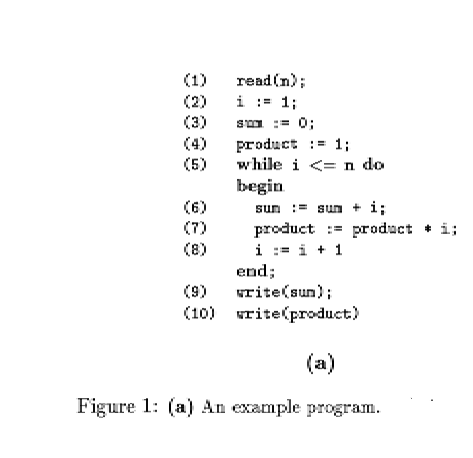 (1) read(n);
(2) i := 1;
(3) sum := 0;
(4) product := 1;
(5) while i <= n do
begin
(6) sum := sum + i;
(7) product := product * i;
(8) i := i + 1
end;
(9) write(sum);
(10) write(product)
(a)
Figure 1: (a) An example program.